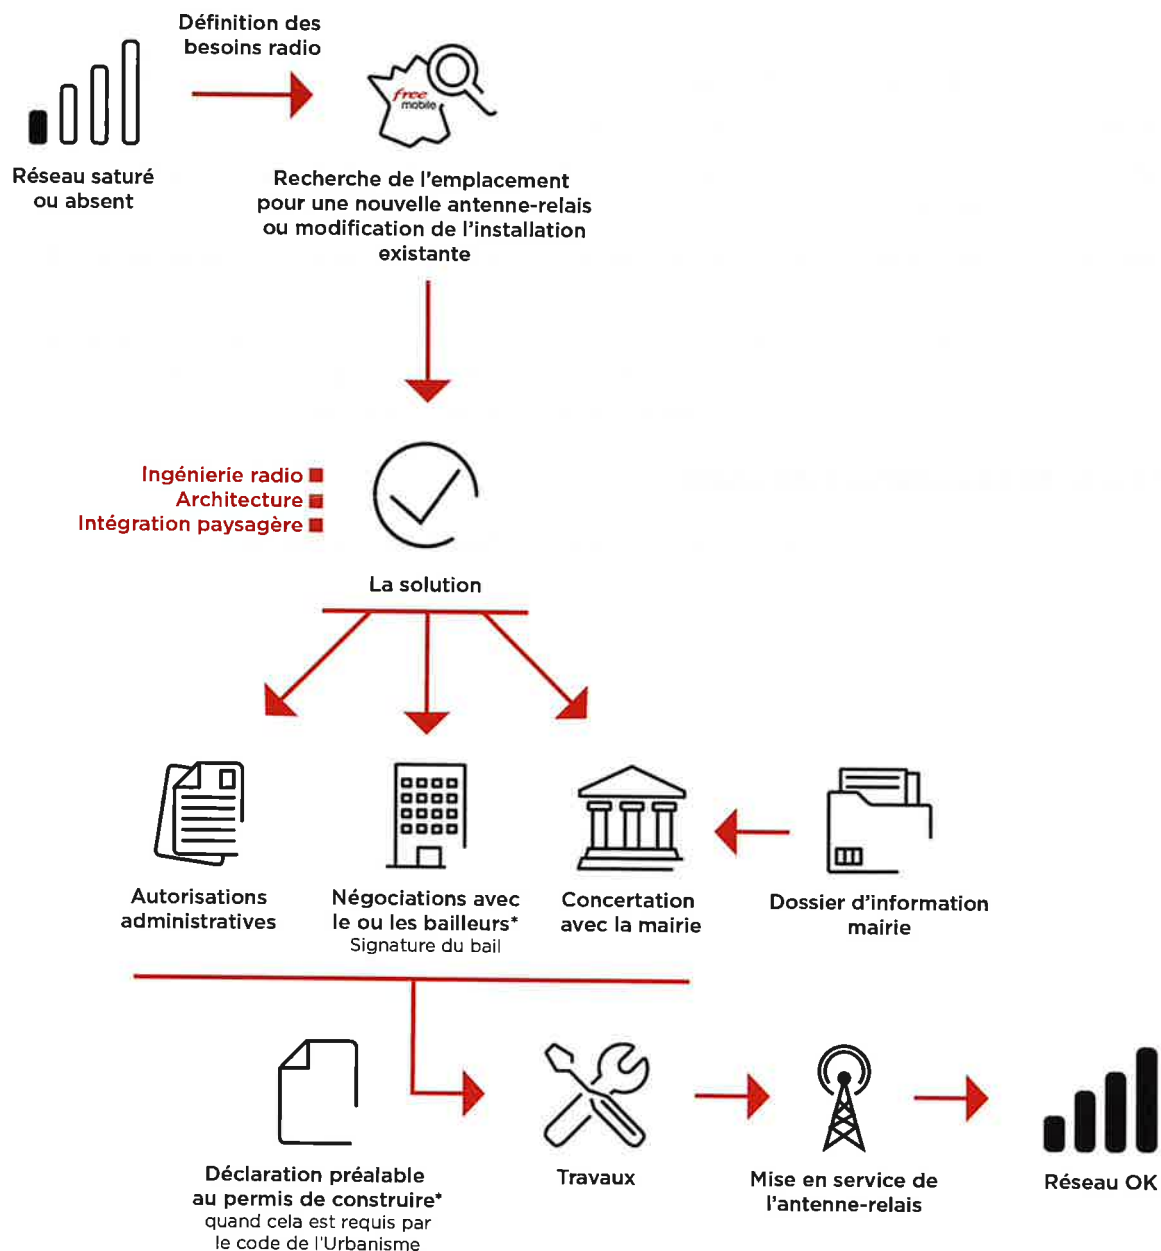 Définition des
besoins radio
free
mobile
Réseau saturé
ou absent
Recherche de l'emplacement
pour une nouvelle antenne-relais
ou modification de l'installation
existante
Ingénierie radio
Architecture
Intégration paysagère
La solution
Autorisations
administratives
Négociations avec
le ou les bailleurs*
Signature du bail
Concertation
avec la mairie
Dossier d'information
mairie
Déclaration préalable
au permis de construire*
quand cela est requis par
le code de l'Urbanisme
Travaux
Mise en service de
l'antenne-relais
Réseau OK